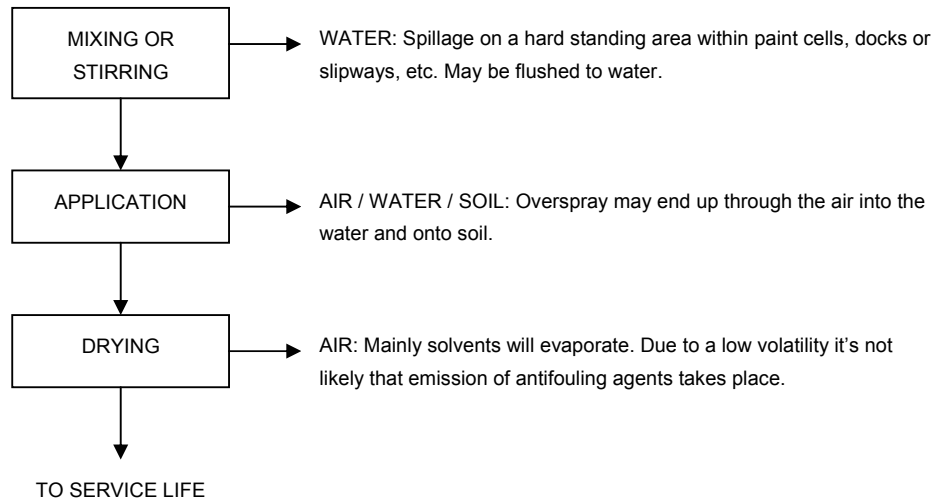 MIXING OR
STIRRING
WATER: Spillage on a hard standing area within paint cells, docks or
slipways, etc. May be flushed to water.
APPLICATION
AIR / WATER / SOIL: Overspray may end up through the air into the
water and onto soil.
DRYING
AIR: Mainly solvents will evaporate. Due to a low volatility it's not
likely that emission of antifouling agents takes place.
TO SERVICE LIFE